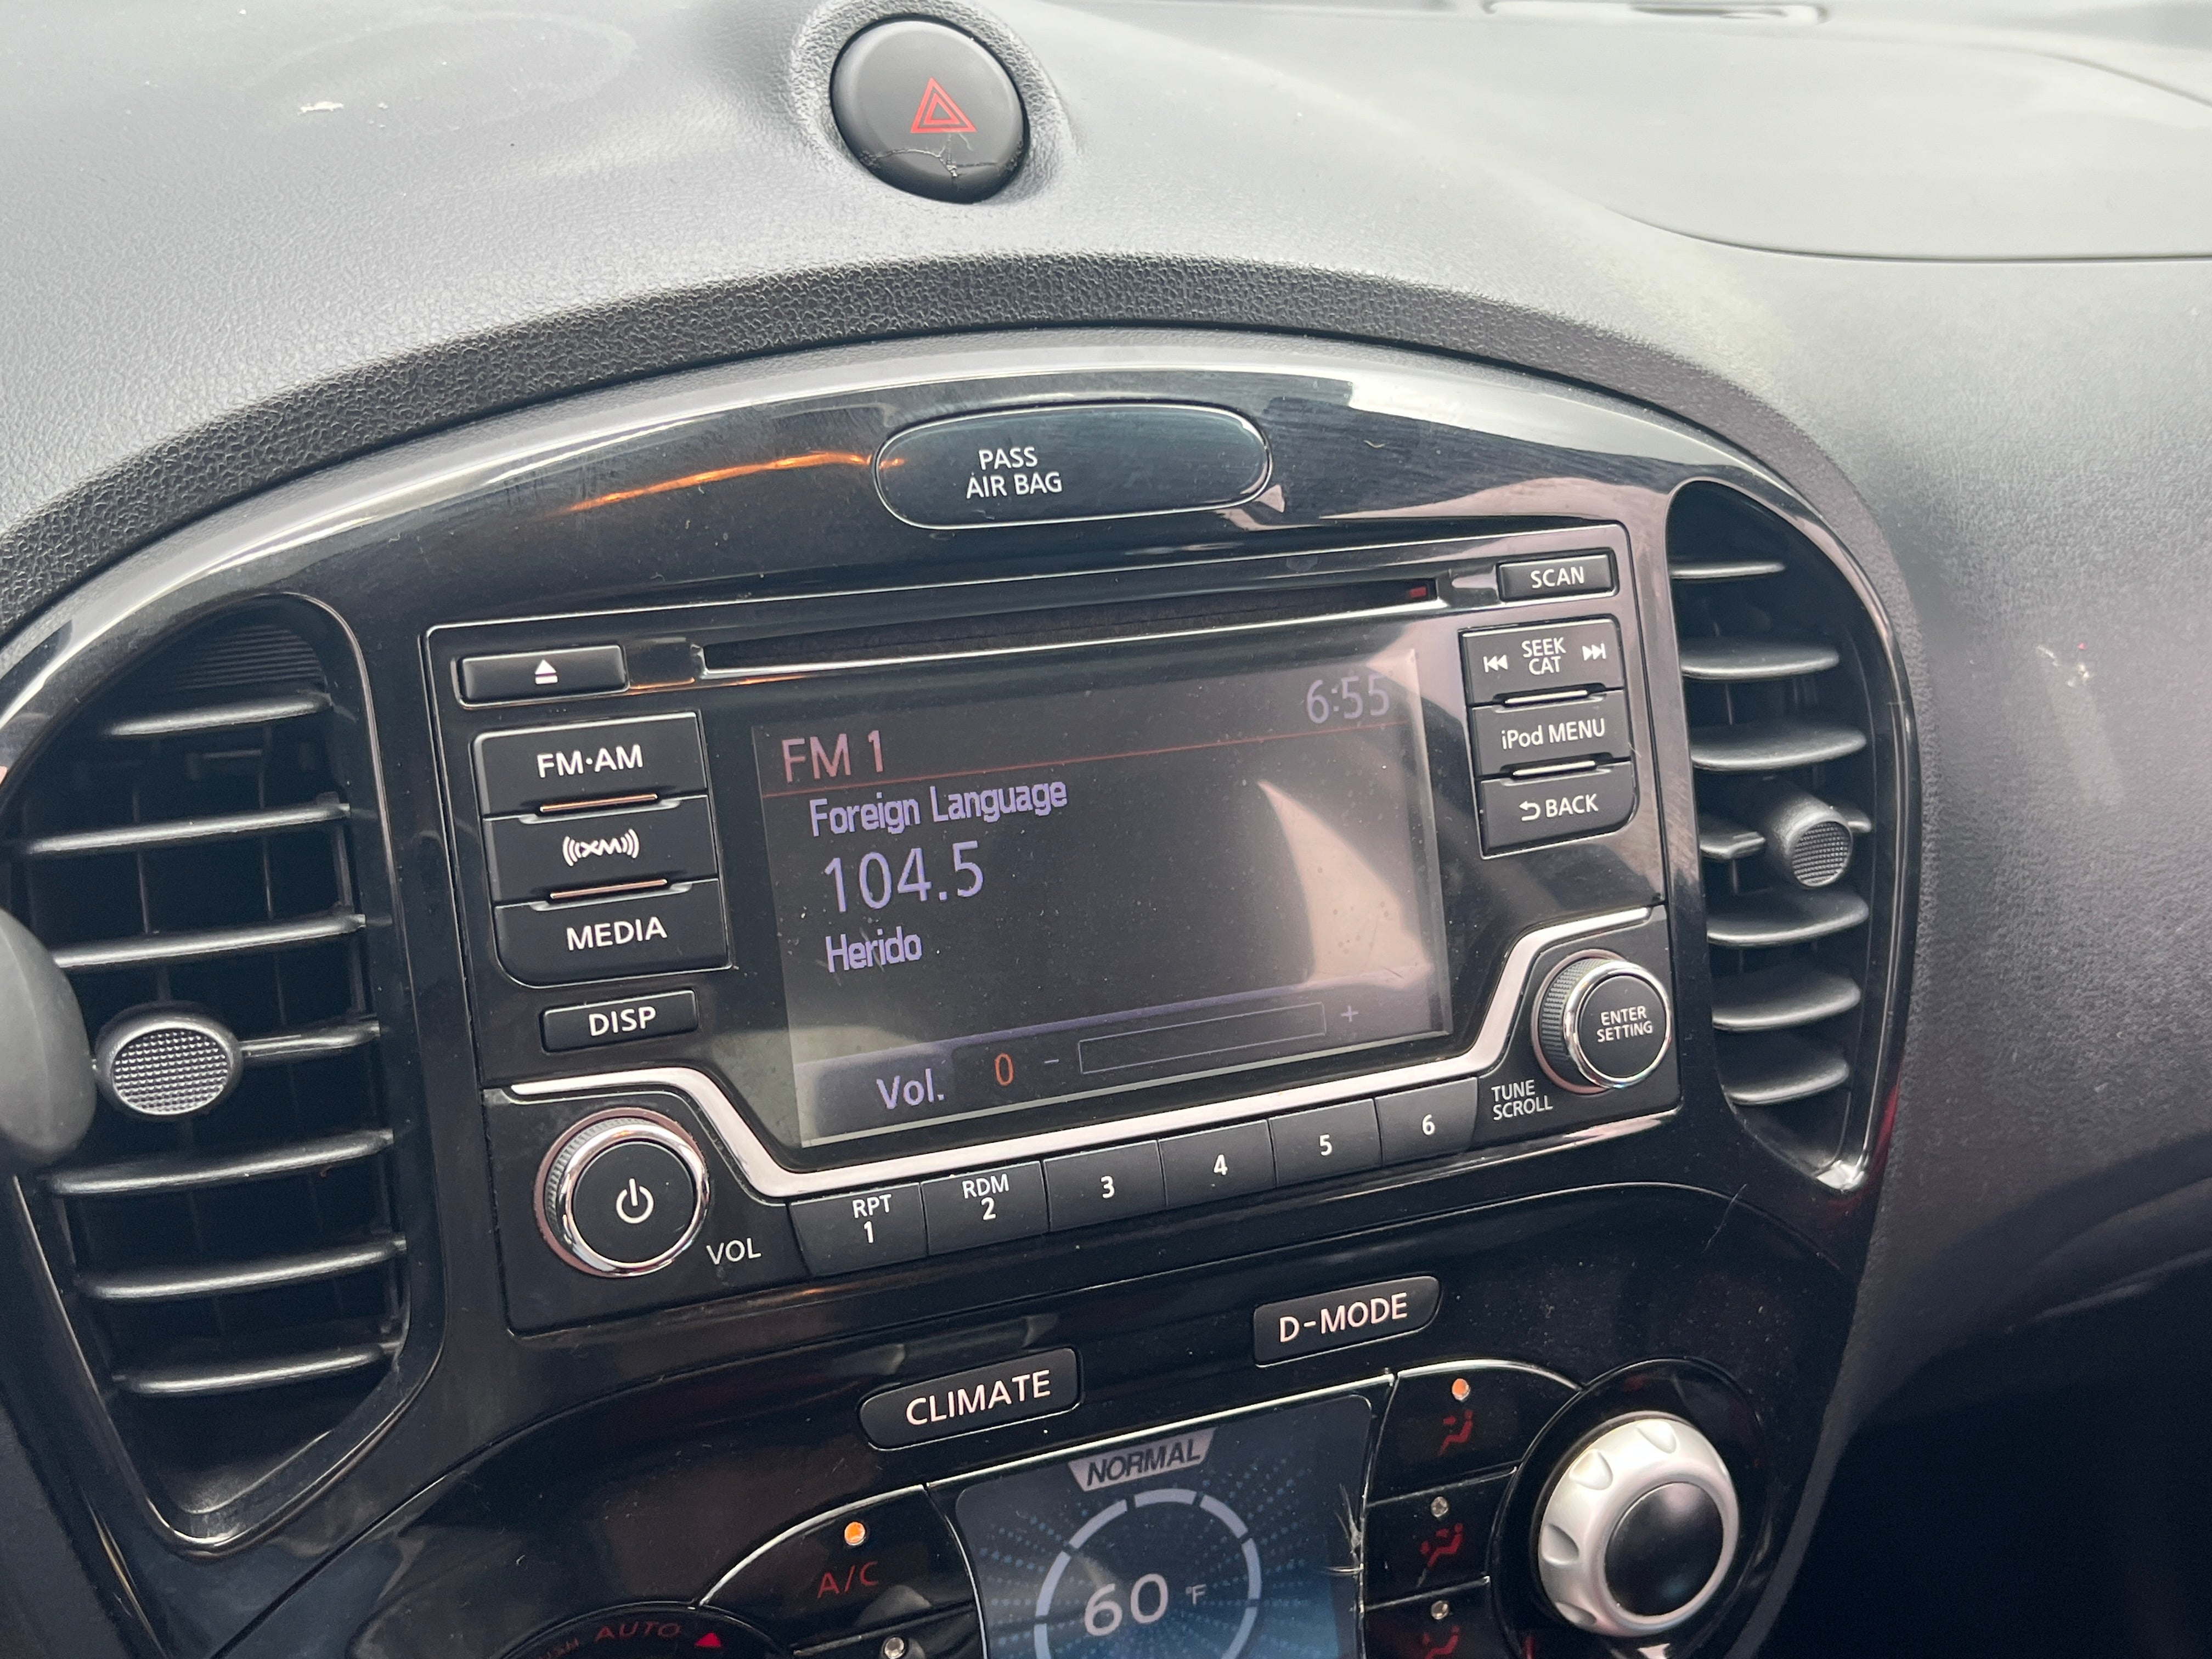 PASS
AIR BAG
SCAN
SEEK
CAT
iPod MENU
BACK
FM·AM
XM
MEDIA
DISP
6:55
FM 1
Foreign Language
104.5
Herido
Vol. 0 − +
ENTER
SETTING
TUNE
SCROLL
VOL
RPT
1
RDM
2
3
4
5
6
D-MODE
CLIMATE
NORMAL
60 °F
A/C
AUTO